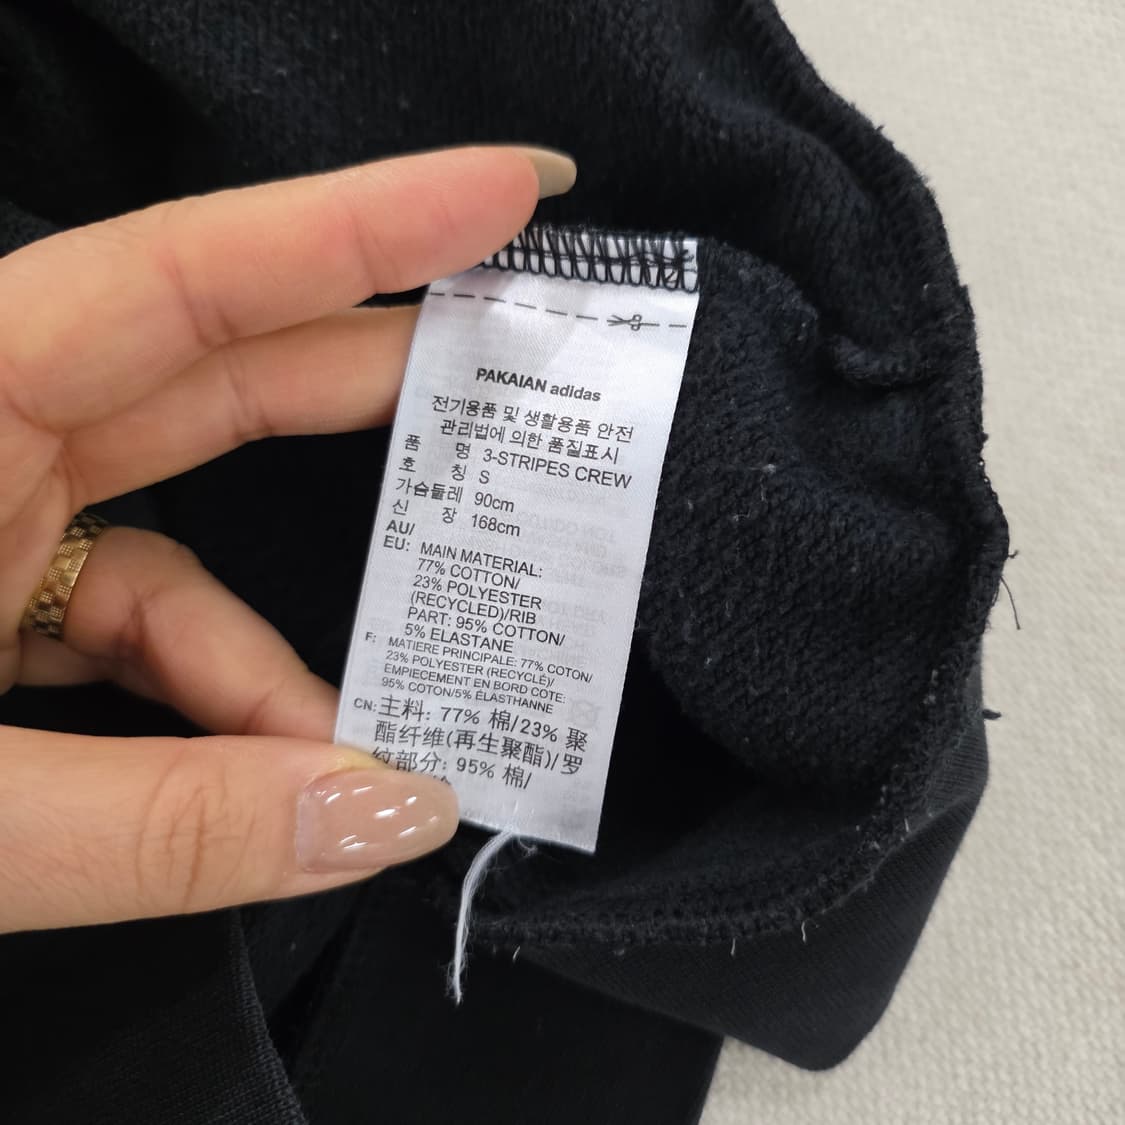 PAKAIAN adidas
전기용품 및 생활용품 안전
관리법에 의한 품질표시
품 명 3-STRIPES CREW
호 칭 S
가슴둘레 90cm
신 장 168cm
AU/
EU: MAIN MATERIAL:
77% COTTON/
23% POLYESTER
(RECYCLED)/RIB
PART: 95% COTTON/
5% ELASTANE
F: MATIERE PRINCIPALE: 77% COTON/
23% POLYESTER (RECYCLÉ)/
EMPIECEMENT EN BORD COTE:
95% COTON/5% ÉLASTHANNE
CN: 主料: 77% 棉/23% 聚
酯纤维(再生聚酯)/罗
纹部分: 95% 棉/